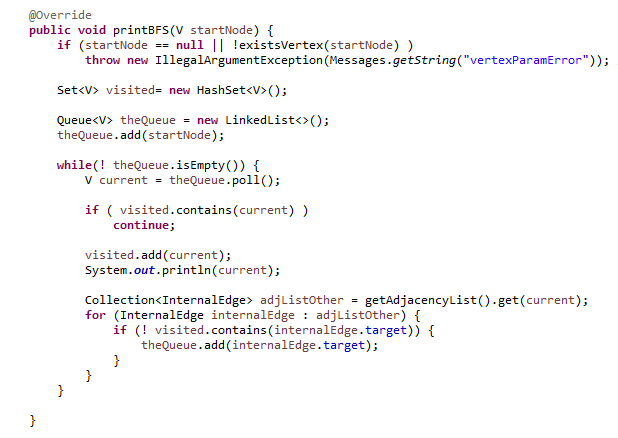 @Override
public void printBFS(V startNode) {
    if (startNode == null || !existsVertex(startNode) )
        throw new IllegalArgumentException(Messages.getString("vertexParamError"));
    Set<V> visited= new HashSet<V>();
    Queue<V> theQueue = new LinkedList<>();
    theQueue.add(startNode);
    while(! theQueue.isEmpty()) {
        V current = theQueue.poll();
        if ( visited.contains(current) )
            continue;
        visited.add(current);
        System.out.println(current);
        Collection<InternalEdge> adjListOther = getAdjacencyList().get(current);
        for (InternalEdge internalEdge : adjListOther) {
            if (! visited.contains(internalEdge.target)) {
                theQueue.add(internalEdge.target);
            }
        }
    }
}